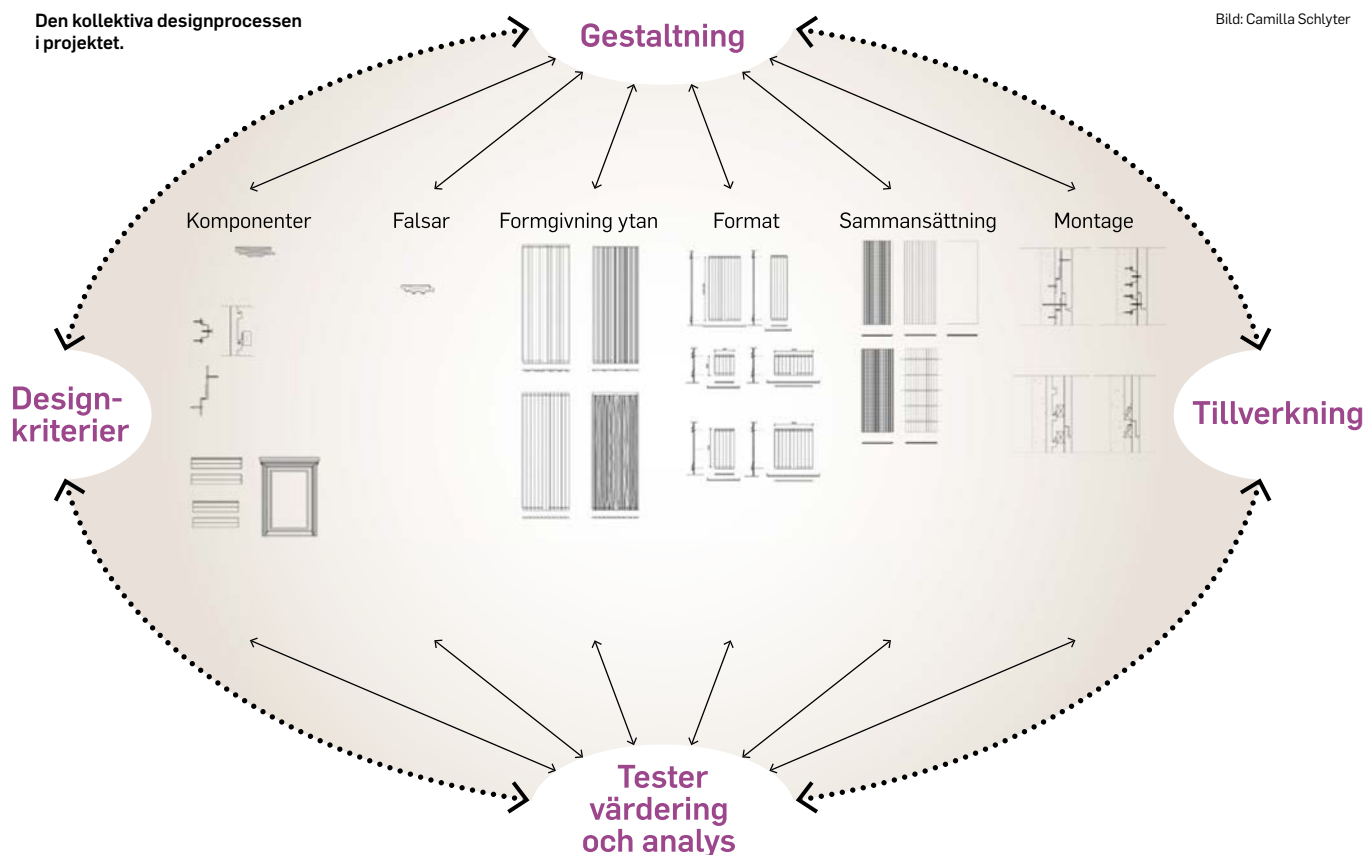 Den kollektiva designprocessen
i projektet.
Bild: Camilla Schlyter
Gestaltning
Komponenter
Falsar
Formgivning ytan
Format
Sammansättning
Montage
Design-
kriterier
Tillverkning
Tester
värdering
och analys